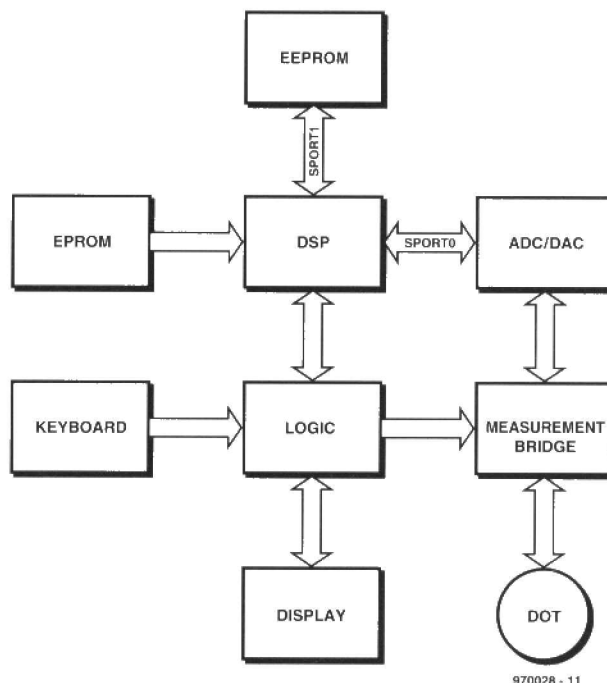 EEPROM
SPORT1
EPROM
DSP
SPORT0
ADC/DAC
KEYBOARD
LOGIC
MEASUREMENT
BRIDGE
DISPLAY
DOT
970028 - 11